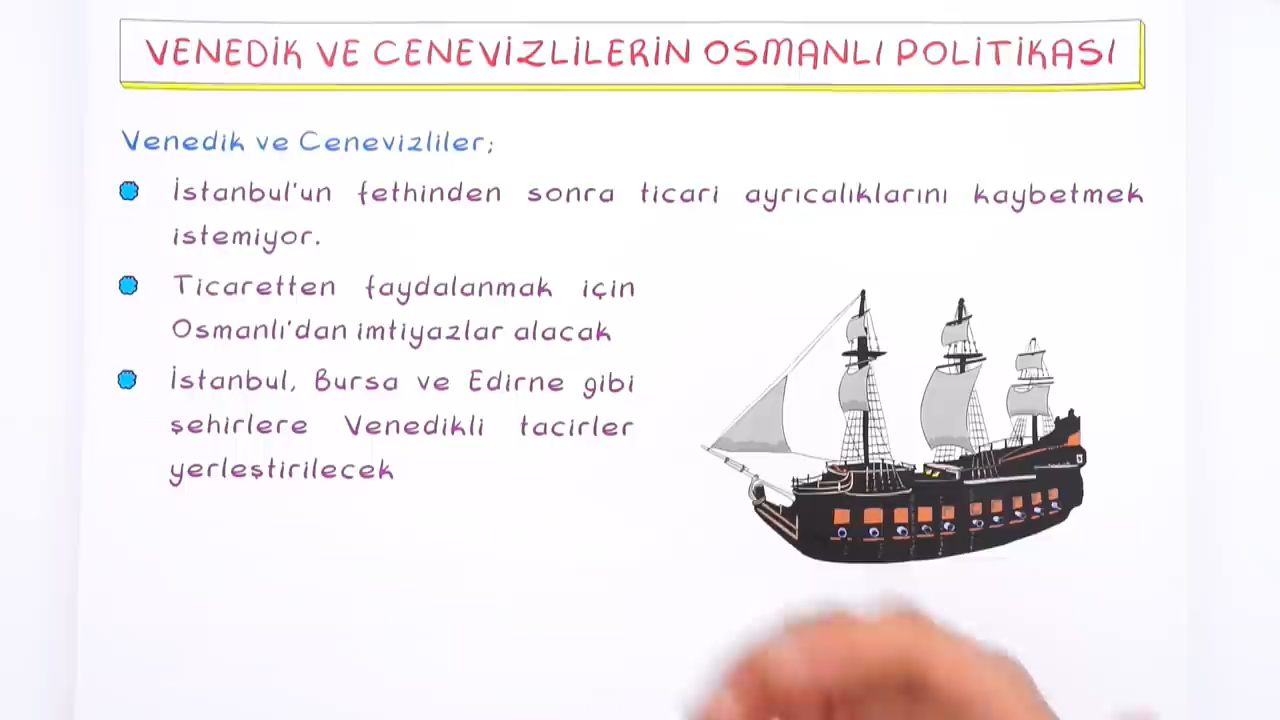 VENEDİK VE CENEVİZLİLERİN OSMANLI POLİTİKASI
Venedik ve Cenevizliler;
İstanbul'un fethinden sonra ticari ayrıcalıklarını kaybetmek
istemiyor.
Ticaretten faydalanmak için
Osmanlı'dan imtiyazlar alacak
İstanbul, Bursa ve Edirne gibi
şehirlere Venedikli tacirler
yerleştirilecek